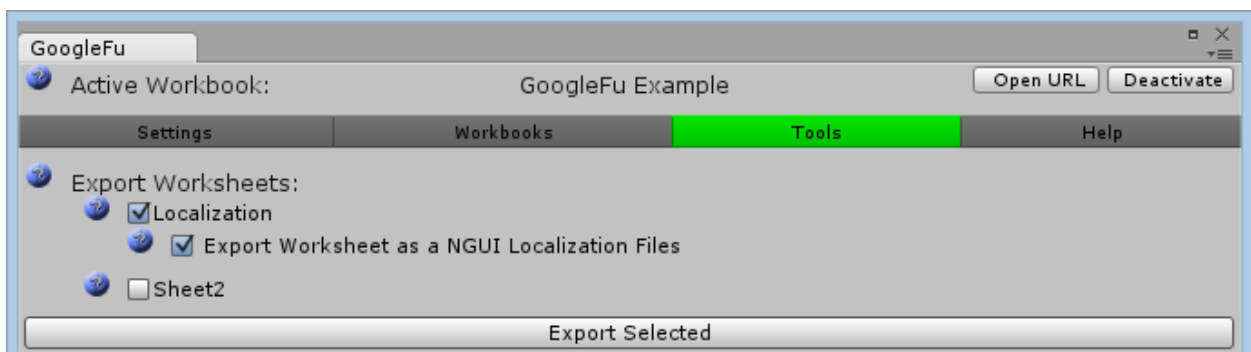 GoogleFu
Active Workbook: GoogleFu Example Open URL Deactivate
Settings Workbooks Tools Help
Export Worksheets:
Localization
Export Worksheet as a NGUI Localization Files
Sheet2
Export Selected